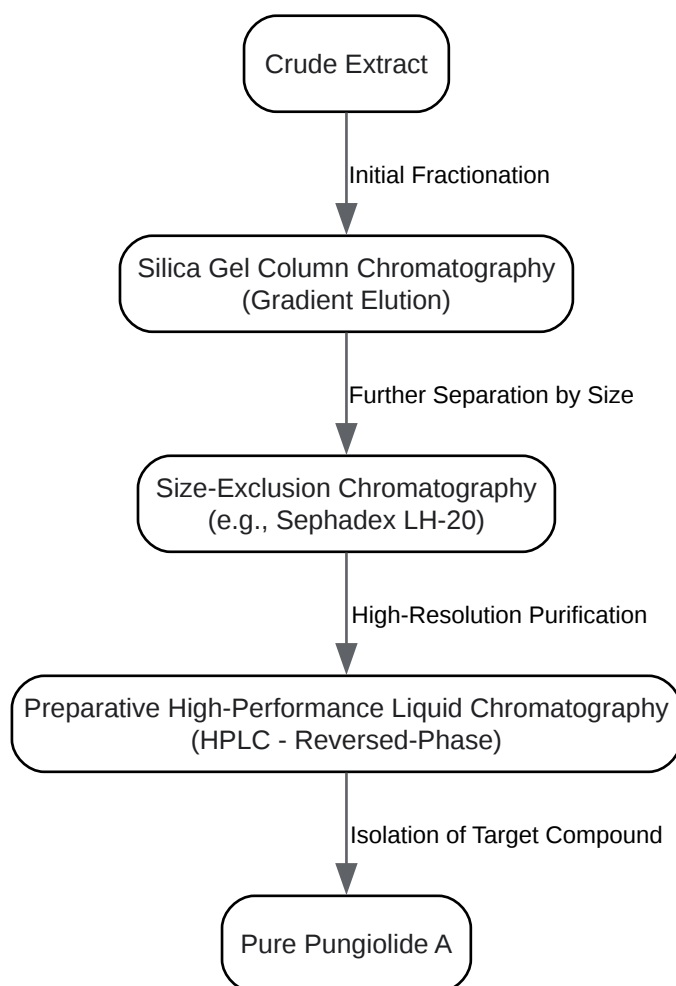 Crude Extract
Initial Fractionation
Silica Gel Column Chromatography
(Gradient Elution)
Further Separation by Size
Size-Exclusion Chromatography
(e.g., Sephadex LH-20)
High-Resolution Purification
Preparative High-Performance Liquid Chromatography
(HPLC - Reversed-Phase)
Isolation of Target Compound
Pure Pungiolide A